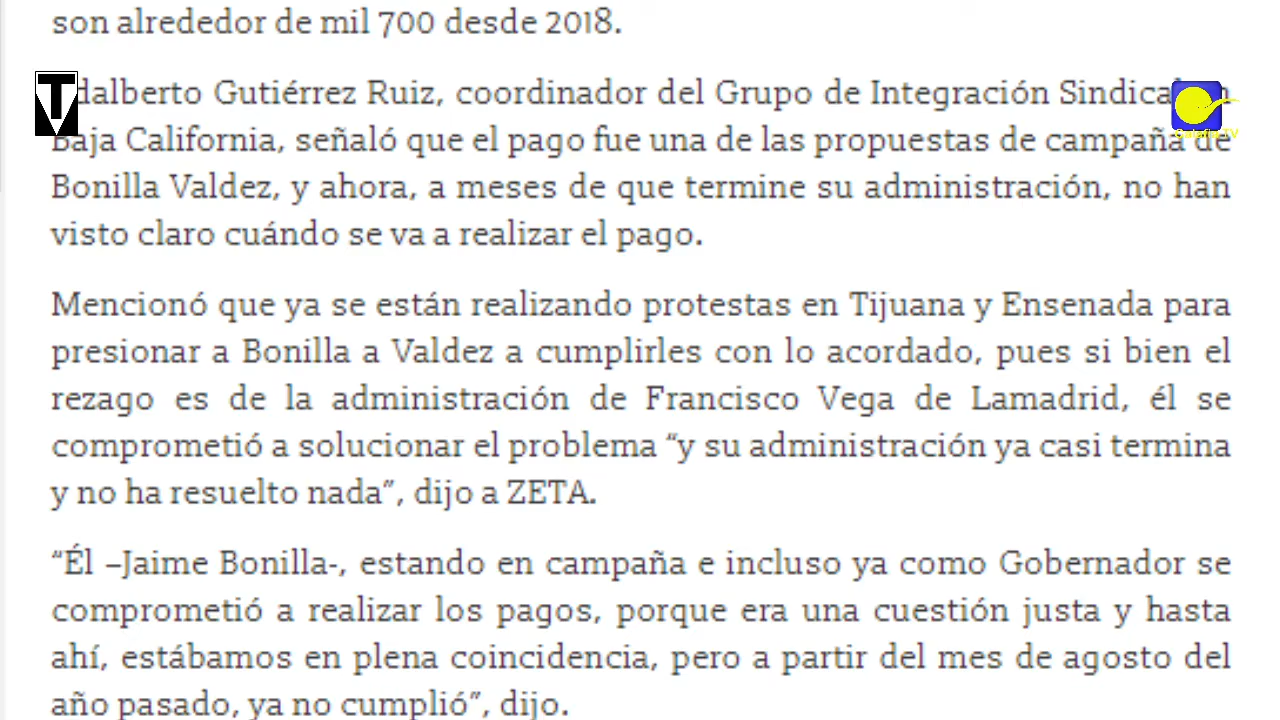 son alrededor de mil 700 desde 2018.
dalberto Gutiérrez Ruiz, coordinador del Grupo de Integración
Baja California, señaló que el pago fue una de las propuestas de campaña de
Bonilla Valdez, y ahora, a meses de que termine su administración, no han
visto claro cuándo se va a realizar el pago.
Mencionó que ya se están realizando protestas en Tijuana y Ensenada para
presionar a Bonilla a Valdez a cumplirles con lo acordado, pues si bien el
rezago es de la administración de Francisco Vega de Lamadrid, él se
comprometió a solucionar el problema “y su administración ya casi termina
y no ha resuelto nada”, dijo a ZETA.
“Él –Jaime Bonilla-, estando en campaña e incluso ya como Gobernador se
comprometió a realizar los pagos, porque era una cuestión justa y hasta
ahí, estábamos en plena coincidencia, pero a partir del mes de agosto del
año pasado, ya no cumplió”, dijo.